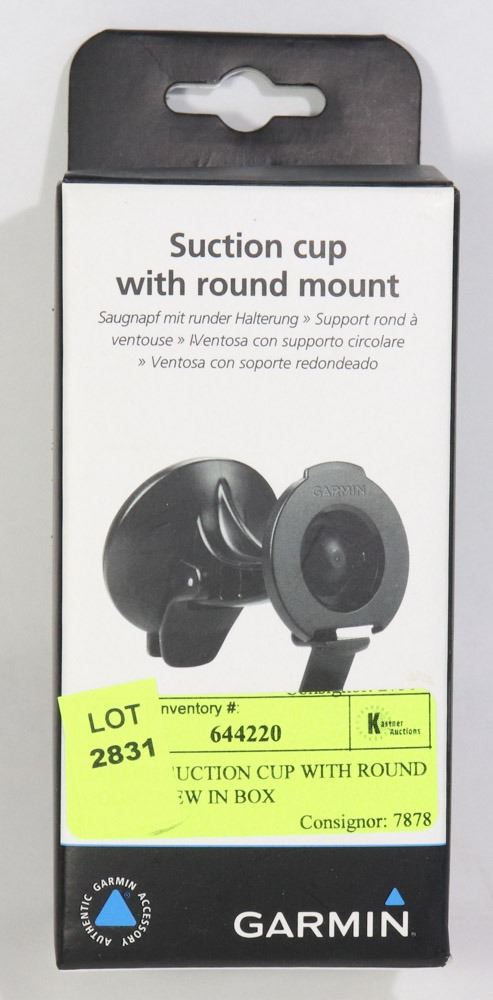 Suction cup
with round mount
Saugnapf mit runder Halterung » Support rond à
ventouse » IVentosa con supporto circolare
» Ventosa con soporte redondeado
GARMIN
LOT
2831
nventory #:
644220
Kastner
Auctions
UCTION CUP WITH ROUND
EW IN BOX
Consignor: 7878
AUTHENTIC GARMIN ACCESSORY
GARMIN